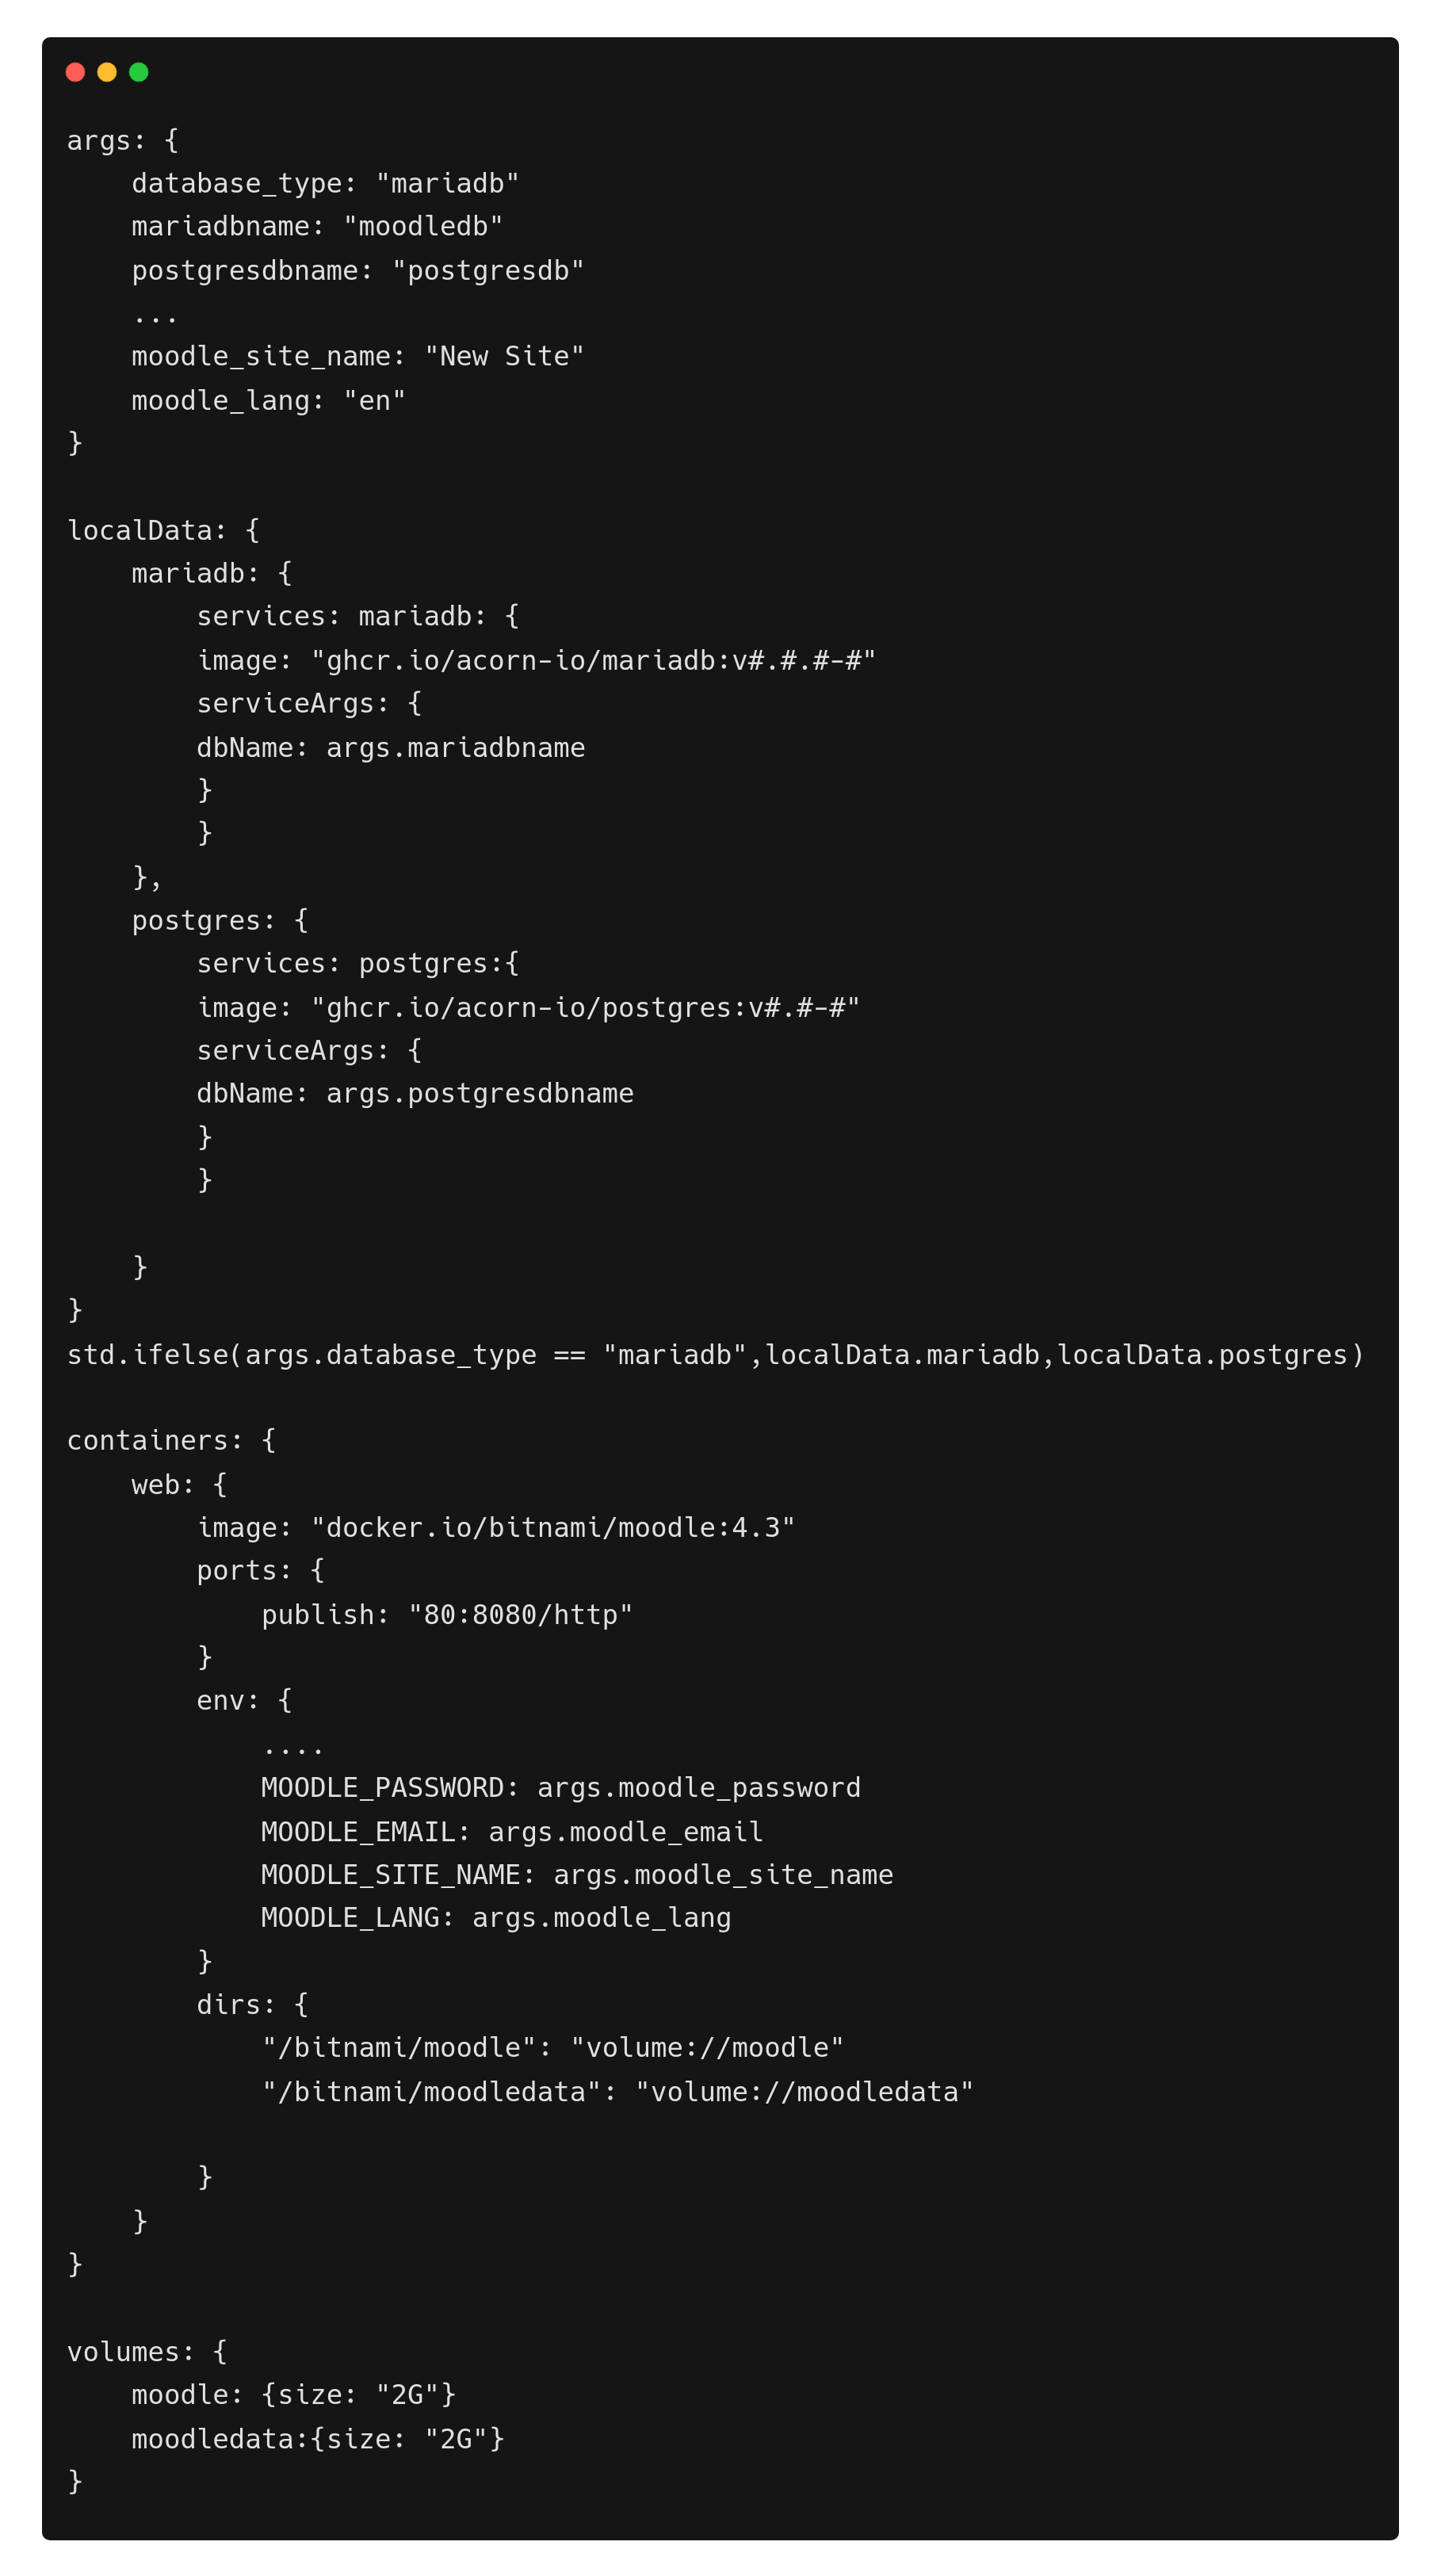 args: {
    database_type: "mariadb"
    mariadbname: "moodledb"
    postgresdbname: "postgresdb"
    ...
    moodle_site_name: "New Site"
    moodle_lang: "en"
}

localData: {
    mariadb: {
        services: mariadb: {
        image: "ghcr.io/acorn-io/mariadb:v#.#.#-#"
        serviceArgs: {
        dbName: args.mariadbname
        }
        }
    },
    postgres: {
        services: postgres:{
        image: "ghcr.io/acorn-io/postgres:v#.#-#"
        serviceArgs: {
        dbName: args.postgresdbname
        }
        }

    }
}
std.ifelse(args.database_type == "mariadb",localData.mariadb,localData.postgres)

containers: {
    web: {
        image: "docker.io/bitnami/moodle:4.3"
        ports: {
            publish: "80:8080/http"
        }
        env: {
            ....
            MOODLE_PASSWORD: args.moodle_password
            MOODLE_EMAIL: args.moodle_email
            MOODLE_SITE_NAME: args.moodle_site_name
            MOODLE_LANG: args.moodle_lang
        }
        dirs: {
            "/bitnami/moodle": "volume://moodle"
            "/bitnami/moodledata": "volume://moodledata"

        }
    }
}

volumes: {
    moodle: {size: "2G"}
    moodledata:{size: "2G"}
}